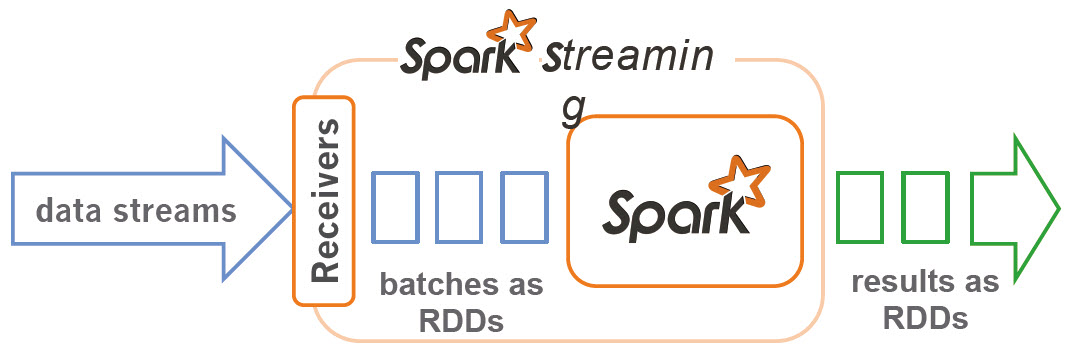 Spark Streamin
g
data streams
Receivers
batches as
RDDs
Spark
results as
RDDs